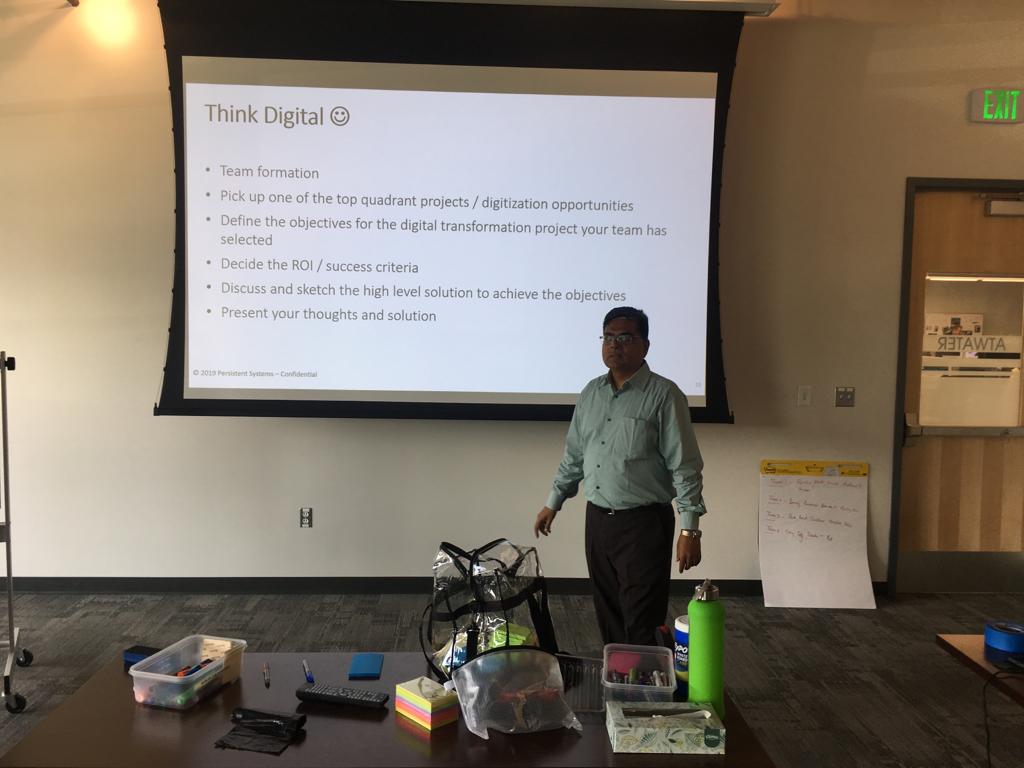 Think Digital ☺
• Team formation
• Pick up one of the top quadrant projects / digitization opportunities
• Define the objectives for the digital transformation project your team has
selected
• Decide the ROI / success criteria
• Discuss and sketch the high level solution to achieve the objectives
• Present your thoughts and solution
© 2019 Persistent Systems – Confidential
EXIT
ATWATER